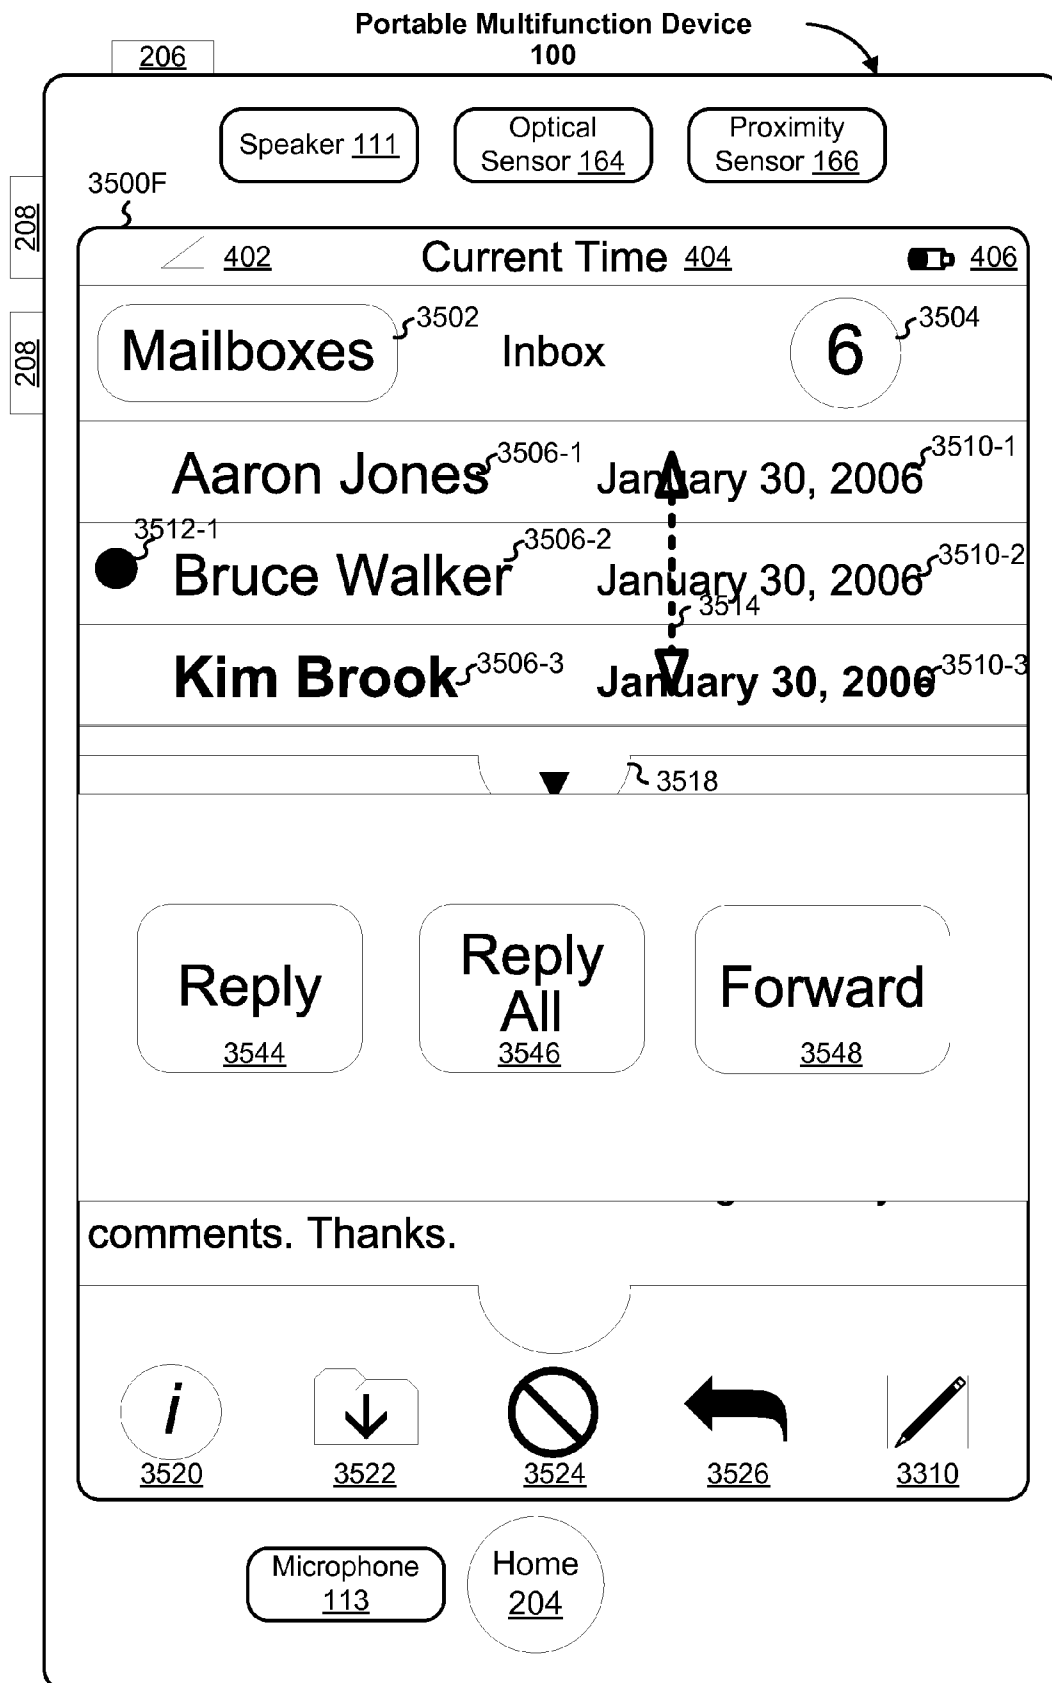 Portable Multifunction Device
100
206
Speaker 111
Optical
Sensor 164
Proximity
Sensor 166
3500F
208
208
402
Current Time 404
406
Mailboxes
3502
Inbox
6
3504
Aaron Jones
3506-1
January 30, 2006
3510-1
3512-1
Bruce Walker
3506-2
January 30, 2006
3510-2
3514
Kim Brook
3506-3
January 30, 2006
3510-3
3518
Reply
3544
Reply
All
3546
Forward
3548
comments. Thanks.
i
3520
3522
3524
3526
3310
Microphone
113
Home
204